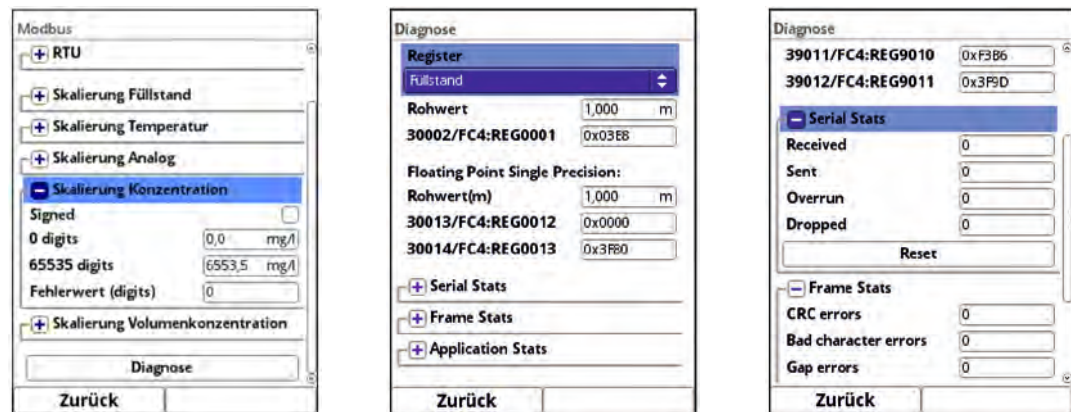 Modbus
RTU
Skalierung Füllstand
Skalierung Temperatur
Skalierung Analog
Skalierung Konzentration
Signed
0 digits 0,0 mg/l
65535 digits 6553,5 mg/l
Fehlerwert (digits) 0
Skalierung Volumenkonzentration
Diagnose
Zurück
Diagnose
Register
Füllstand
Rohwert 1,000 m
30002/FC4:REG0001 0x03E8
Floating Point Single Precision:
Rohwert(m) 1,000 m
30013/FC4:REG0012 0x0000
30014/FC4:REG0013 0x3F80
Serial Stats
Frame Stats
Application Stats
Zurück
Diagnose
39011/FC4:REG9010 0xF3B6
39012/FC4:REG9011 0x3F9D
Serial Stats
Received 0
Sent 0
Overrun 0
Dropped 0
Reset
Frame Stats
CRC errors 0
Bad character errors 0
Gap errors 0
Zurück